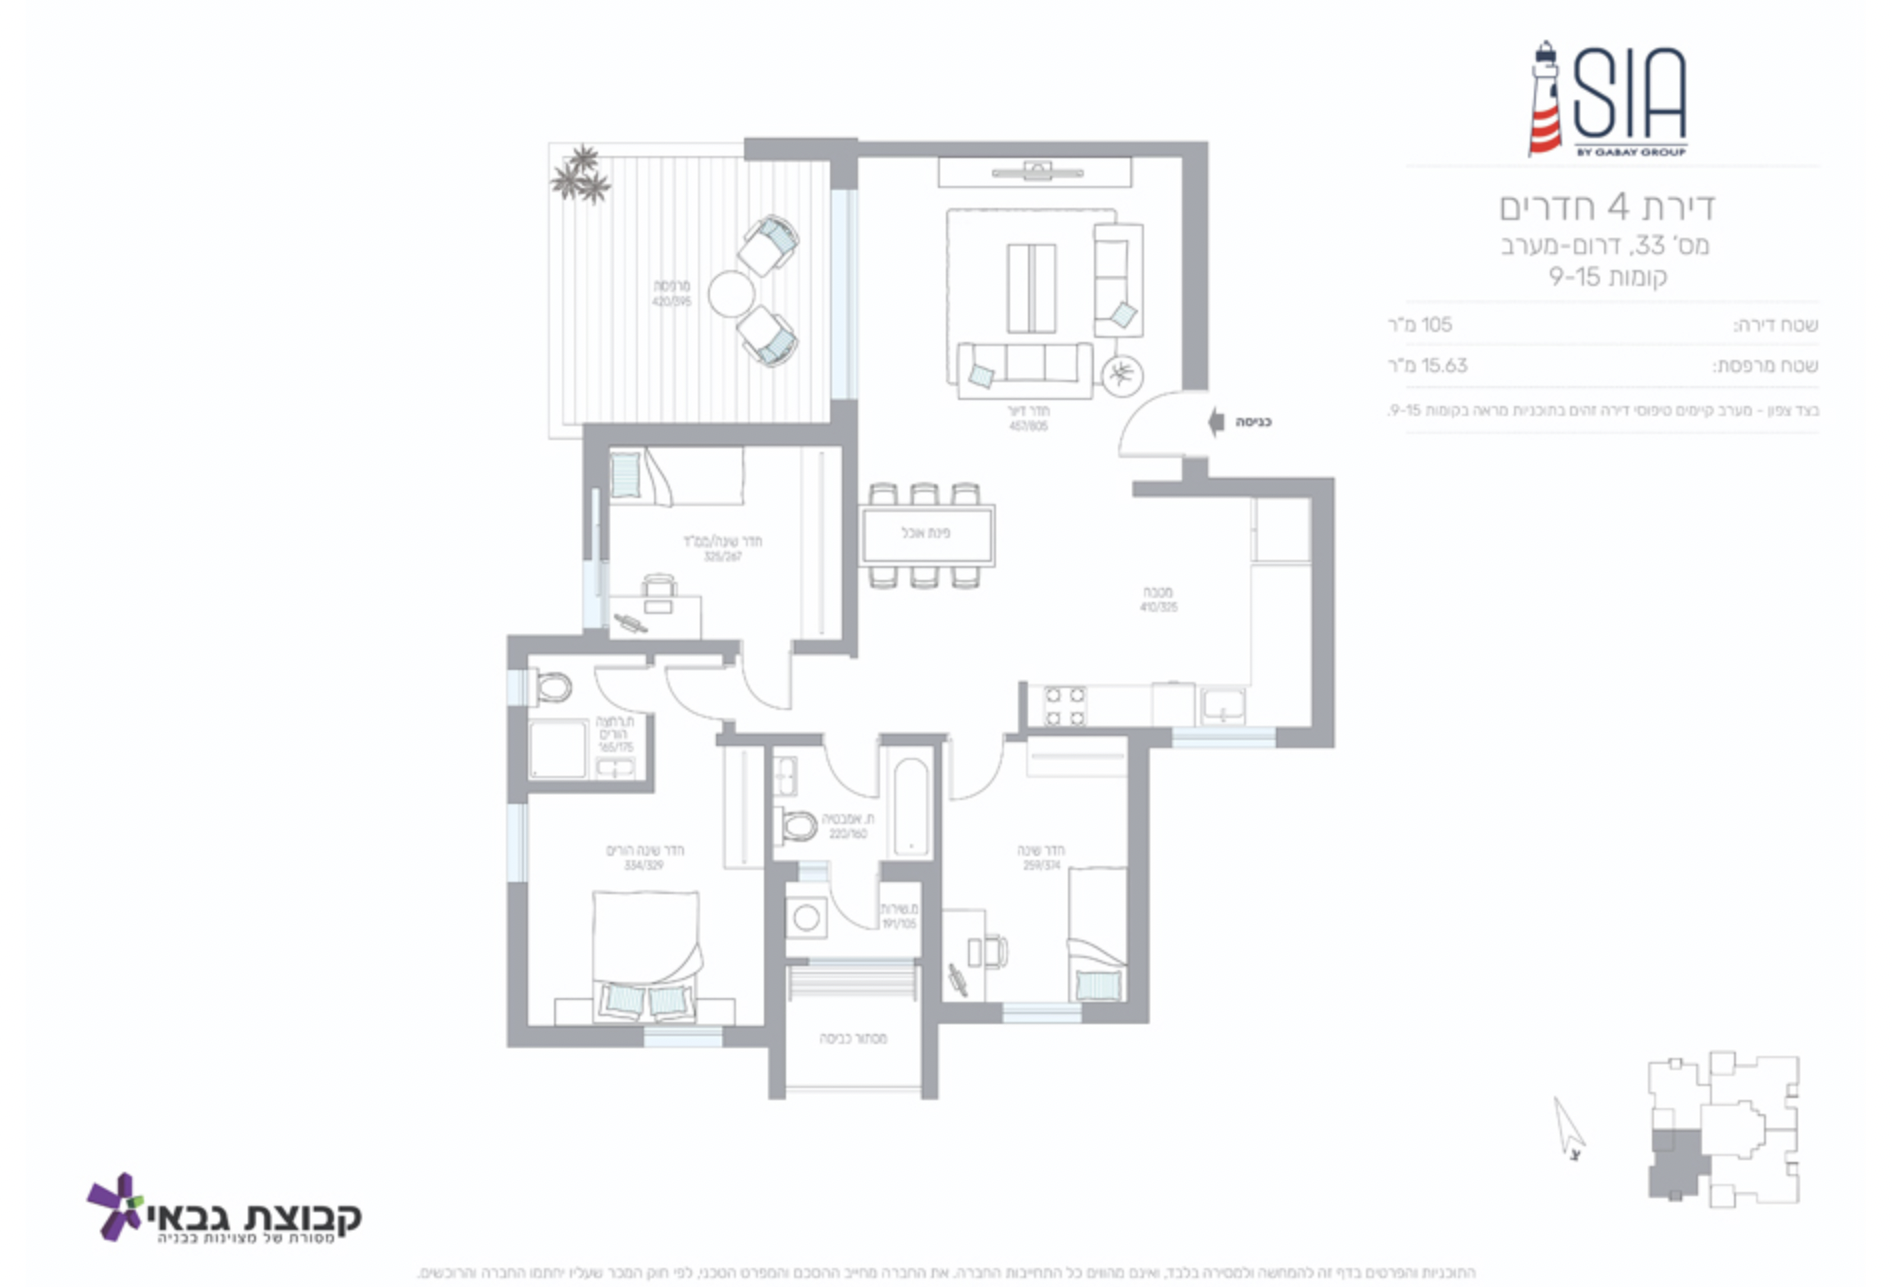 SIA
BY GABAY GROUP
דירת 4 חדרים
מס' 33, דרום-מערב
קומות 9-15
שטח דירה: 105 מ"ר
שטח מרפסת: 15.63 מ"ר
בצד צפון - מערב קיימים טיפוסי דירה זהים בתוכניות מראה בקומות 9-15.
מרפסת
420/395
חדר דיור
457/805
כניסה
פינת אוכל
חדר שינה/ממ"ד
325/267
מטבח
410/325
ח.רחצה
הורים
165/175
חדר שינה הורים
334/329
ח. אמבטיה
220/160
חדר שינה
259/374
מ.שירות
191/105
מסתור כביסה
צ
קבוצת גבאי
מסורת של מצוינות בבניה
התוכניות והפרטים בדף זה להמחשה ולמסירה בלבד, ואינם מהווים כל התחייבות החברה. את החברה מחייב ההסכם והמפרט הטכני, לפי חוק המכר שעליו יחתמו החברה והרוכשים.